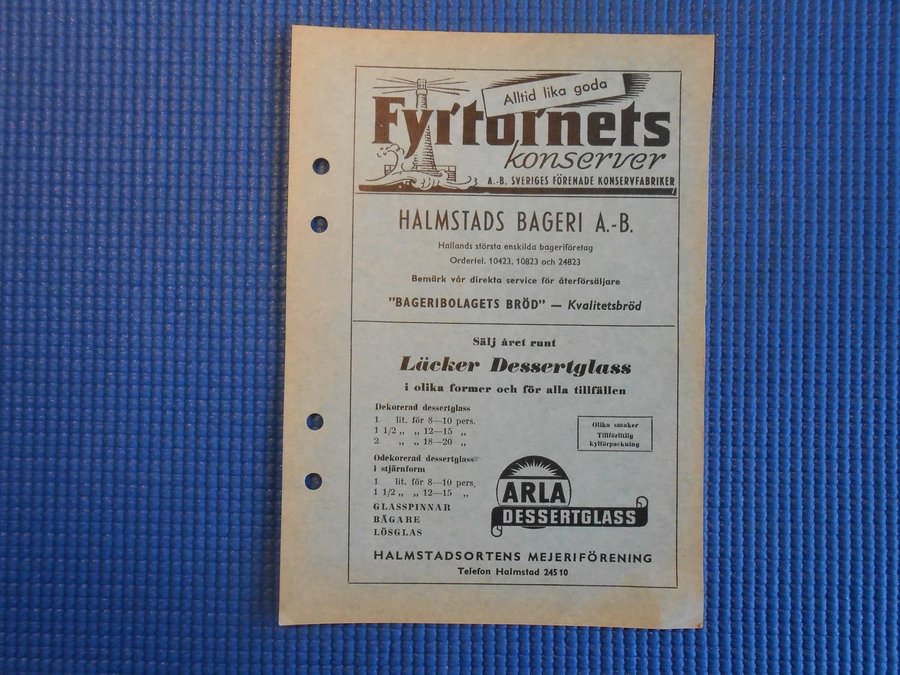 Alltid lika goda
Fyrtornets
konserver
A.-B. SVERIGES FÖRENADE KONSERVFABRIKER
HALMSTADS BAGERI A.-B.
Hallands största enskilda bageriföretag
Ordertel. 10423, 10823 och 24823
Bemärk vår direkta service för återförsäljare
"BAGERIBOLAGETS BRÖD" — Kvalitetsbröd
Sälj året runt
Läcker Dessertglass
i olika former och för alla tillfällen
Dekorerad dessertglass
1 lit. för 8—10 pers.
1 1/2 „ „ 12—15 „
2 „ „ 18—20 „
Olika smaker
Tillförlitlig
kylförpackning
Odekorerad dessertglass
i stjärnform
1 lit. för 8—10 pers.
1 1/2 „ „ 12—15 „
GLASSPINNAR
BÄGARE
LÖSGLAS
ARLA
DESSERTGLASS
HALMSTADSORTENS MEJERIFÖRENING
Telefon Halmstad 245 10